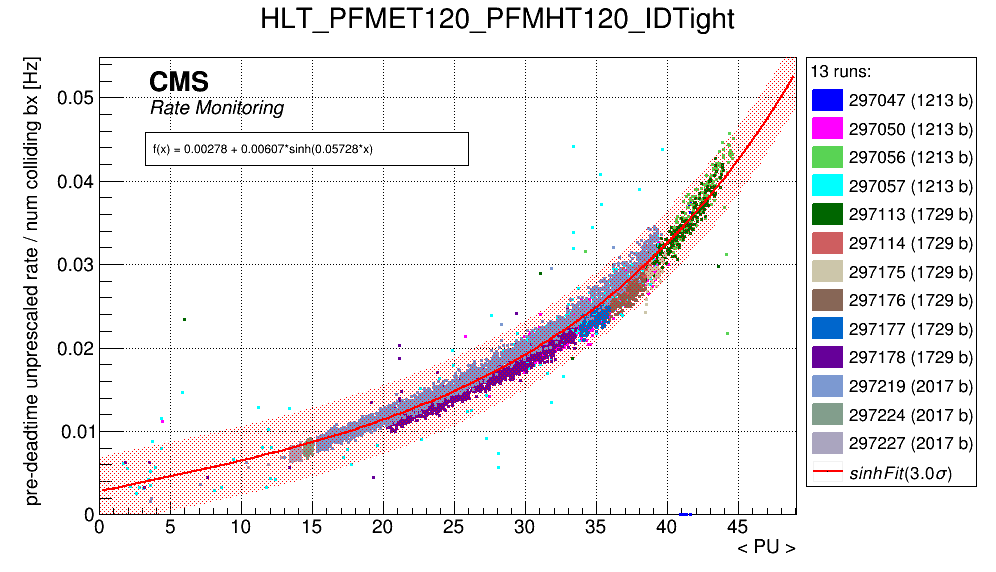 HLT_PFMET120_PFMHT120_IDTight
pre-deadtime unprescaled rate / num colliding bx [Hz]
CMS
Rate Monitoring
f(x) = 0.00278 + 0.00607*sinh(0.05728*x)
0.05
0.04
0.03
0.02
0.01
0
0 5 10 15 20 25 30 35 40 45
< PU >
13 runs:
297047 (1213 b)
297050 (1213 b)
297056 (1213 b)
297057 (1213 b)
297113 (1729 b)
297114 (1729 b)
297175 (1729 b)
297176 (1729 b)
297177 (1729 b)
297178 (1729 b)
297219 (2017 b)
297224 (2017 b)
297227 (2017 b)
sinhFit(3.0σ)